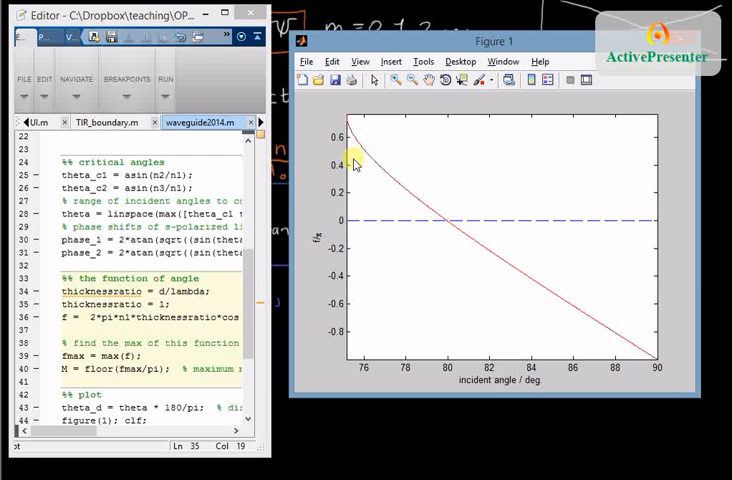 Editor - C:\Dropbox\teaching\OP...
FILE EDIT NAVIGATE BREAKPOINTS RUN
UI.m TIR_boundary.m waveguide2014.m
22
23
24 %% critical angles
25 theta_c1 = asin(n2/n1);
26 theta_c2 = asin(n3/n1);
27 % range of incident angles to co
28 theta = linspace(max([theta_c1 t
29 % phase shifts of s-polarized li
30 phase_1 = 2*atan(sqrt((sin(theta
31 phase_2 = 2*atan(sqrt((sin(theta
32
33 %% the function of angle
34 thicknessratio = d/lambda;
35 thicknessratio = 1;
36 f = 2*pi*n1*thicknessratio*cos
37
38 % find the max of this function
39 fmax = max(f);
40 M = floor(fmax/pi); % maximum
42 %% plot
43 theta_d = theta * 180/pi; % di
44 figure(1); clf;
Ln 35 Col 19
Figure 1
File Edit View Insert Tools Desktop Window Help
0.6
0.4
0.2
0
-0.2
-0.4
-0.6
-0.8
f/π
76 78 80 82 84 86 88 90
incident angle / deg.
ActivePresenter